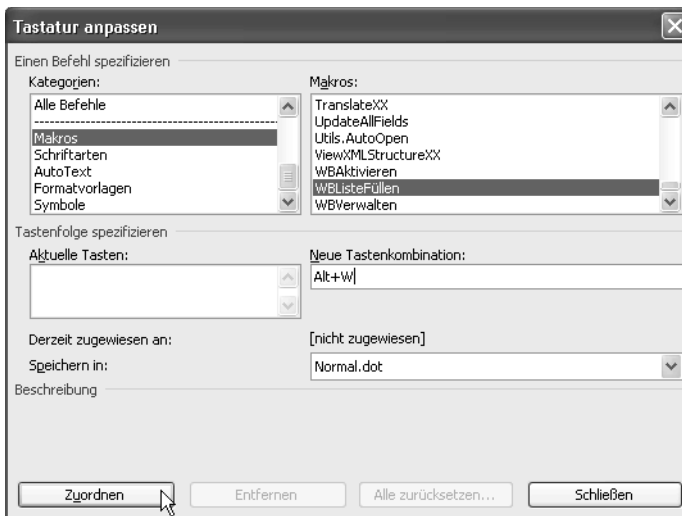 Tastatur anpassen
Einen Befehl spezifizieren
Kategorien:
Alle Befehle
Makros
Schriftarten
AutoText
Formatvorlagen
Symbole
Makros:
TranslateXX
UpdateAllFields
Utils.AutoOpen
ViewXMLStructureXX
WBAktivieren
WBListeFüllen
WBVerwalten
Tastenfolge spezifizieren
Aktuelle Tasten:
Neue Tastenkombination:
Alt+W
Derzeit zugewiesen an:
[nicht zugewiesen]
Speichern in:
Normal.dot
Beschreibung
Zuordnen
Entfernen
Alle zurücksetzen...
Schließen